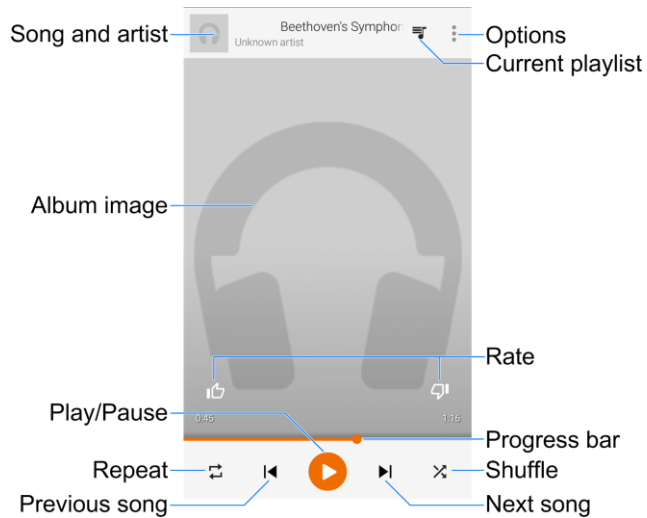 Song and artist
Beethoven's Symphon
Unknown artist
Options
Current playlist
Album image
Rate
0:45
1:16
Play/Pause
Progress bar
Repeat
Shuffle
Previous song
Next song